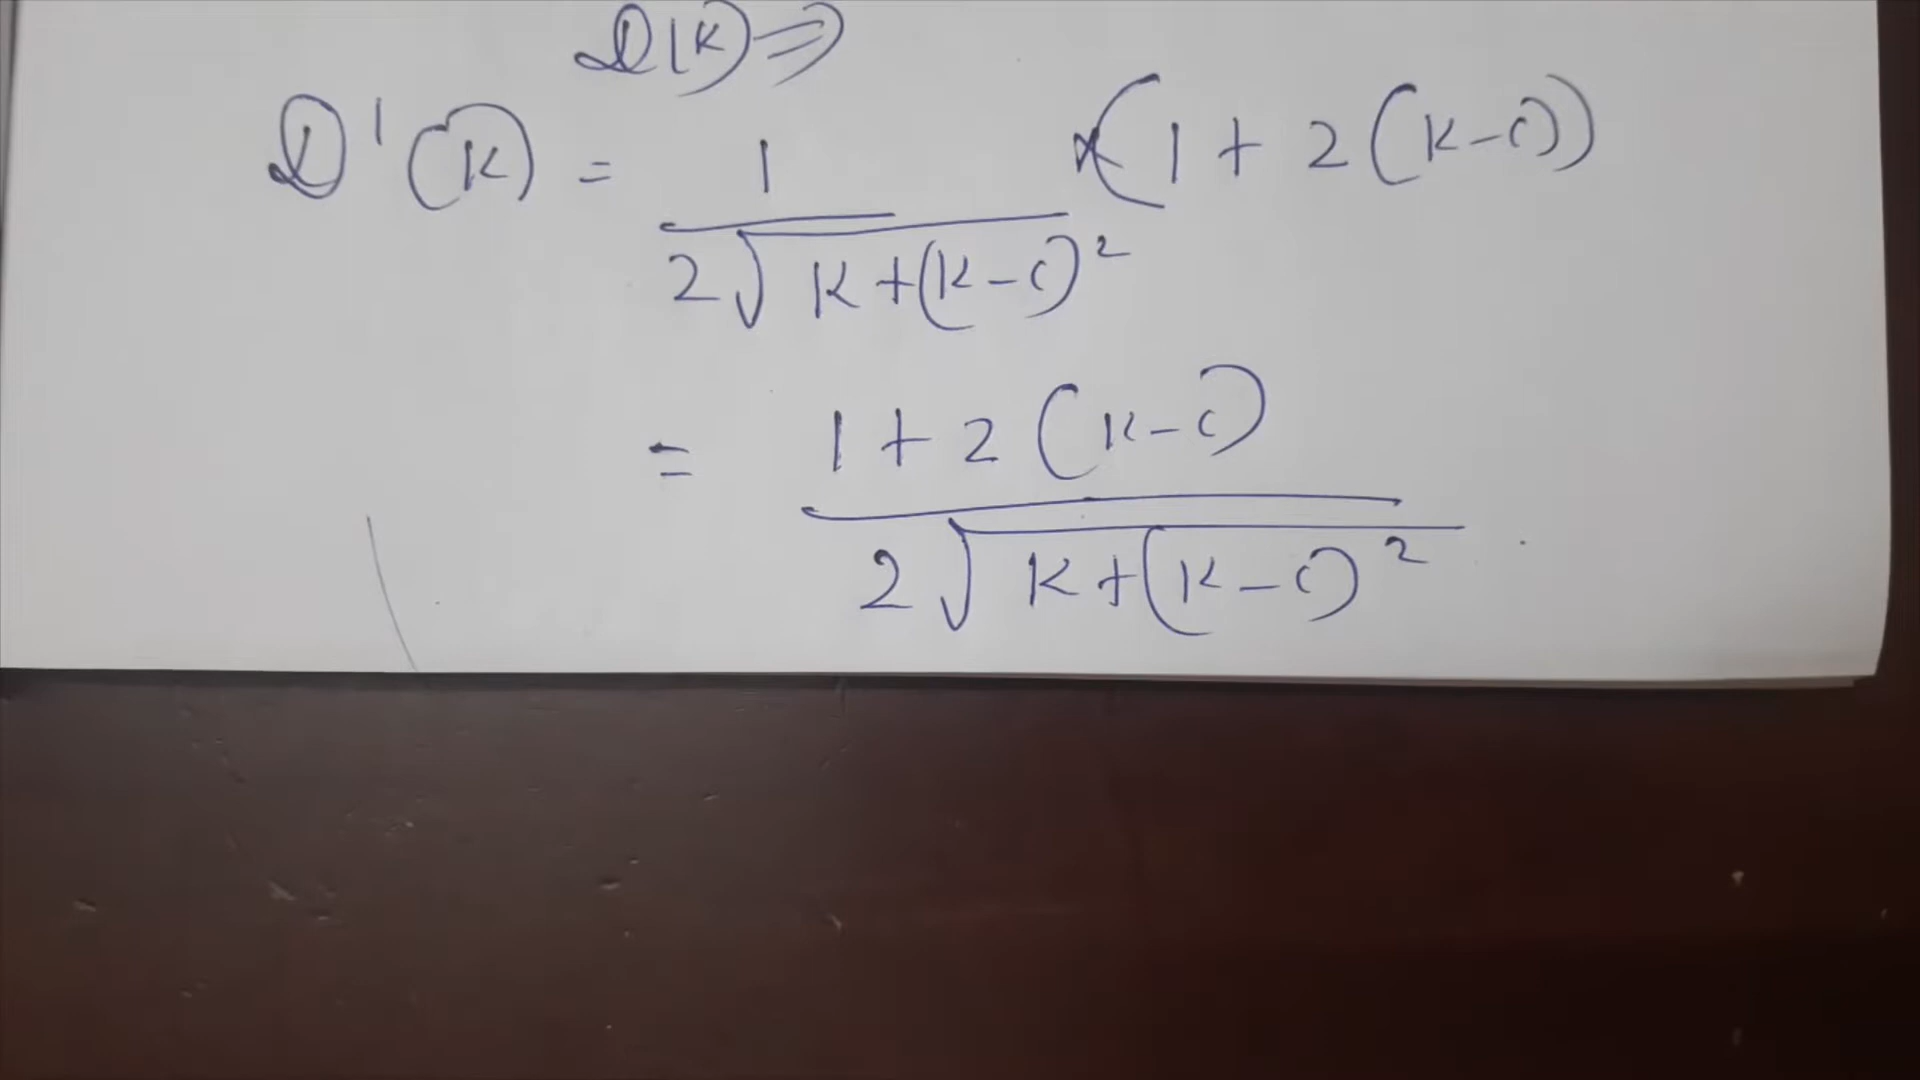 D(K) ⇒
D'(K) = 1 / 2√(K+(K-c)²) × (1 + 2(K-c))
= 1 + 2(K-c) / 2√(K+(K-c)²)